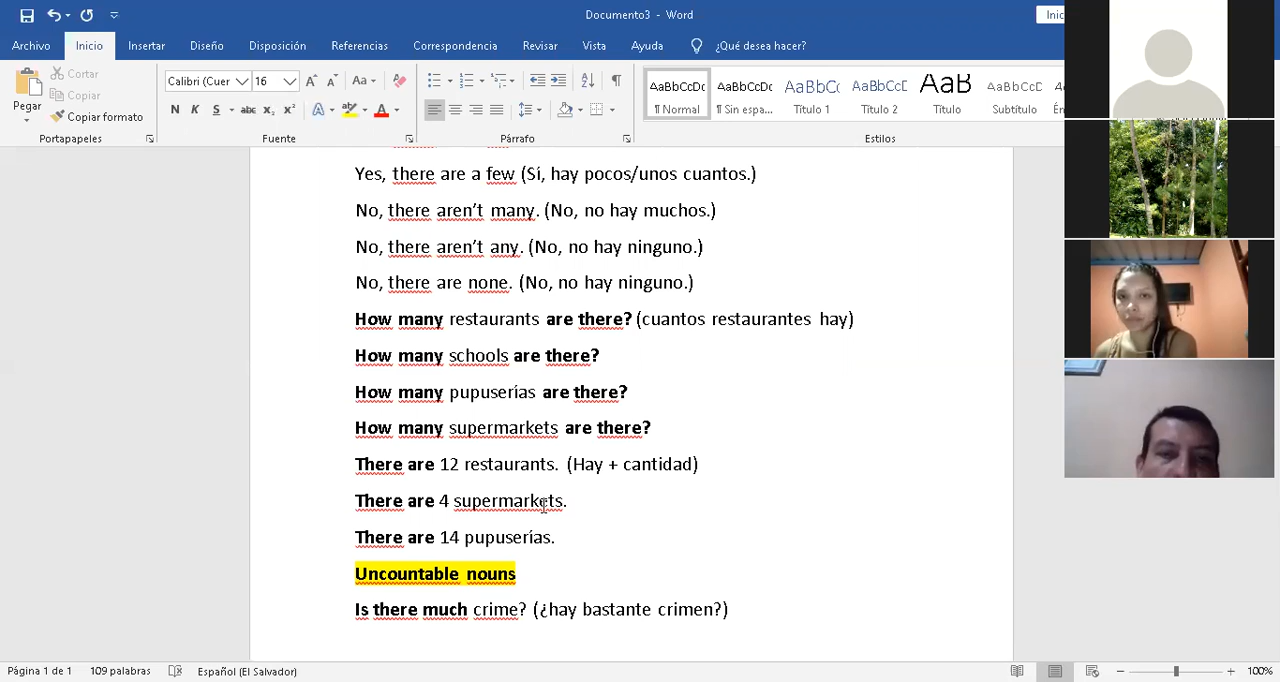 Documento3 - Word
Inic
Archivo Inicio Insertar Diseño Disposición Referencias Correspondencia Revisar Vista Ayuda ¿Qué desea hacer?
Pegar
Cortar
Copiar
Copiar formato
Calibri (Cuer 16
N K S abc x₂ x²
AaBbCcDc AaBbCcDc AaBbCc AaBbCcD AaB AaBbCcD
¶ Normal ¶ Sin espa... Título 1 Título 2 Título Subtítulo
Portapapeles Fuente Párrafo Estilos
Yes, there are a few (Sí, hay pocos/unos cuantos.)
No, there aren’t many. (No, no hay muchos.)
No, there aren’t any. (No, no hay ninguno.)
No, there are none. (No, no hay ninguno.)
How many restaurants are there? (cuantos restaurantes hay)
How many schools are there?
How many pupuserías are there?
How many supermarkets are there?
There are 12 restaurants. (Hay + cantidad)
There are 4 supermarkets.
There are 14 pupuserías.
Uncountable nouns
Is there much crime? (¿hay bastante crimen?)
Página 1 de 1 109 palabras Español (El Salvador) 100%